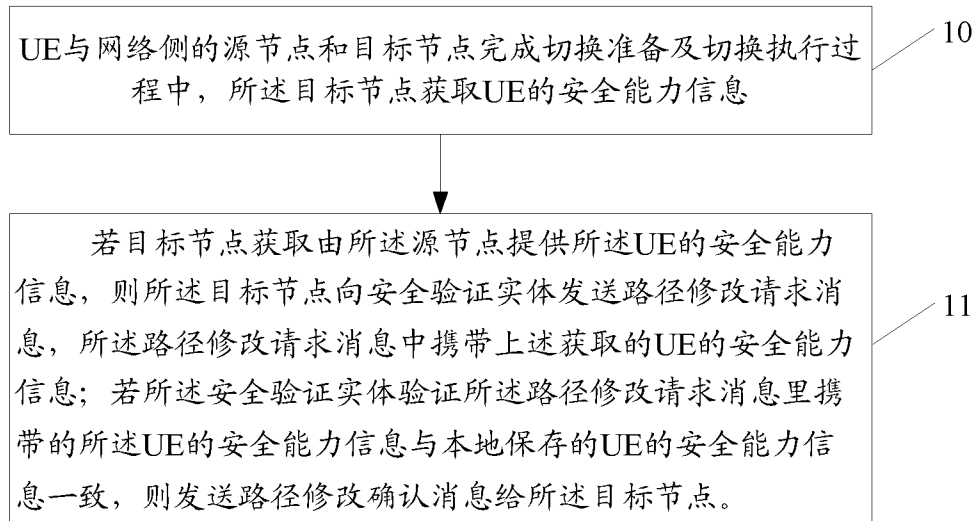 UE与网络侧的源节点和目标节点完成切换准备及切换执行过
程中，所述目标节点获取UE的安全能力信息
10
若目标节点获取由所述源节点提供所述UE的安全能力
信息，则所述目标节点向安全验证实体发送路径修改请求消
息，所述路径修改请求消息中携带上述获取的UE的安全能力
信息；若所述安全验证实体验证所述路径修改请求消息里携
带的所述UE的安全能力信息与本地保存的UE的安全能力信
息一致，则发送路径修改确认消息给所述目标节点。
11